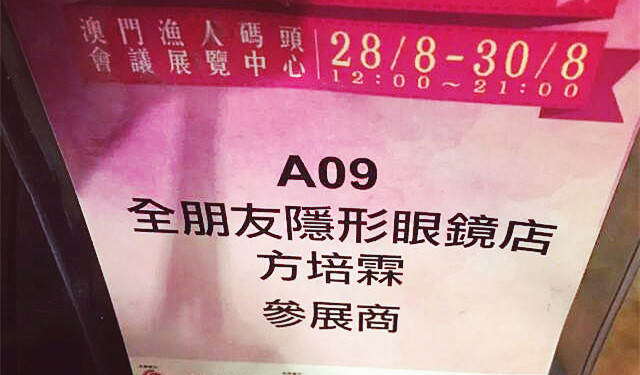 澳門漁人碼頭
會議展覽中心
28/8-30/8
12:00~21:00
A09
全朋友隱形眼鏡店
方培霖
參展商